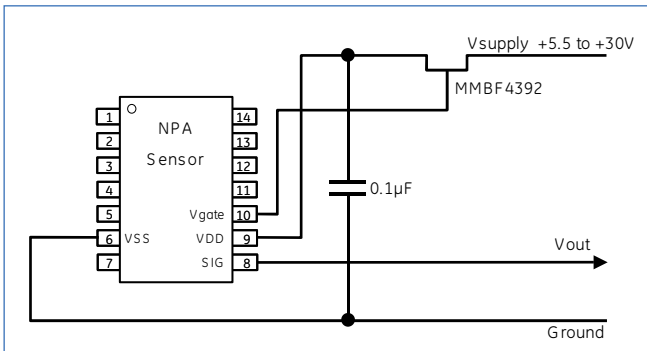 Vsupply +5.5 to +30V
MMBF4392
1
14
NPA
2
13
Sensor
3
12
4
11
0.1µF
5
Vgate
10
6
VSS
VDD
9
7
SIG
8
Vout
Ground